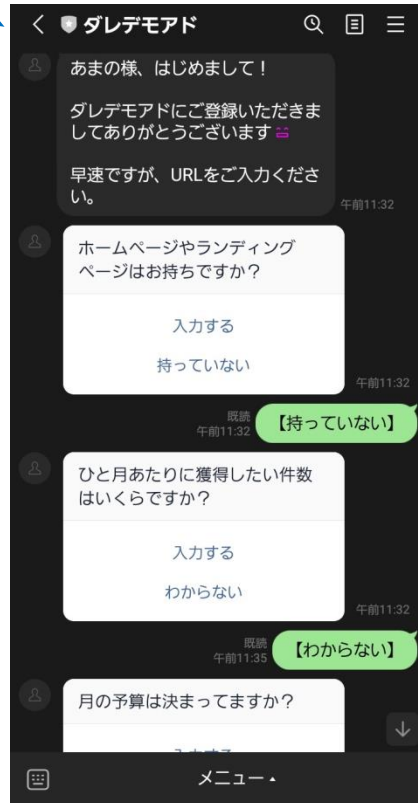 ダレデモアド
あまの様、はじめまして！
ダレデモアドにご登録いただきま
してありがとうございます
早速ですが、URLをご入力くださ
い。
午前11:32
ホームページやランディング
ページはお持ちですか？
入力する
持っていない
午前11:32
既読
午前11:32
【持っていない】
ひと月あたりに獲得したい件数
はいくらですか？
入力する
わからない
午前11:32
既読
午前11:35
【わからない】
月の予算は決まってますか？
メニュー